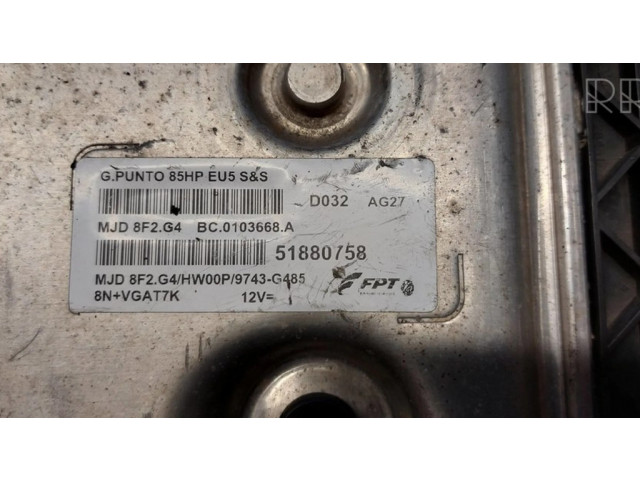 G.PUNTO 85HP EU5 S&S
D032 AG27
MJD 8F2.G4 BC.0103668.A
51880758
MJD 8F2.G4/HW00P/9743-G485
8N+VGAT7K 12V=
FPT